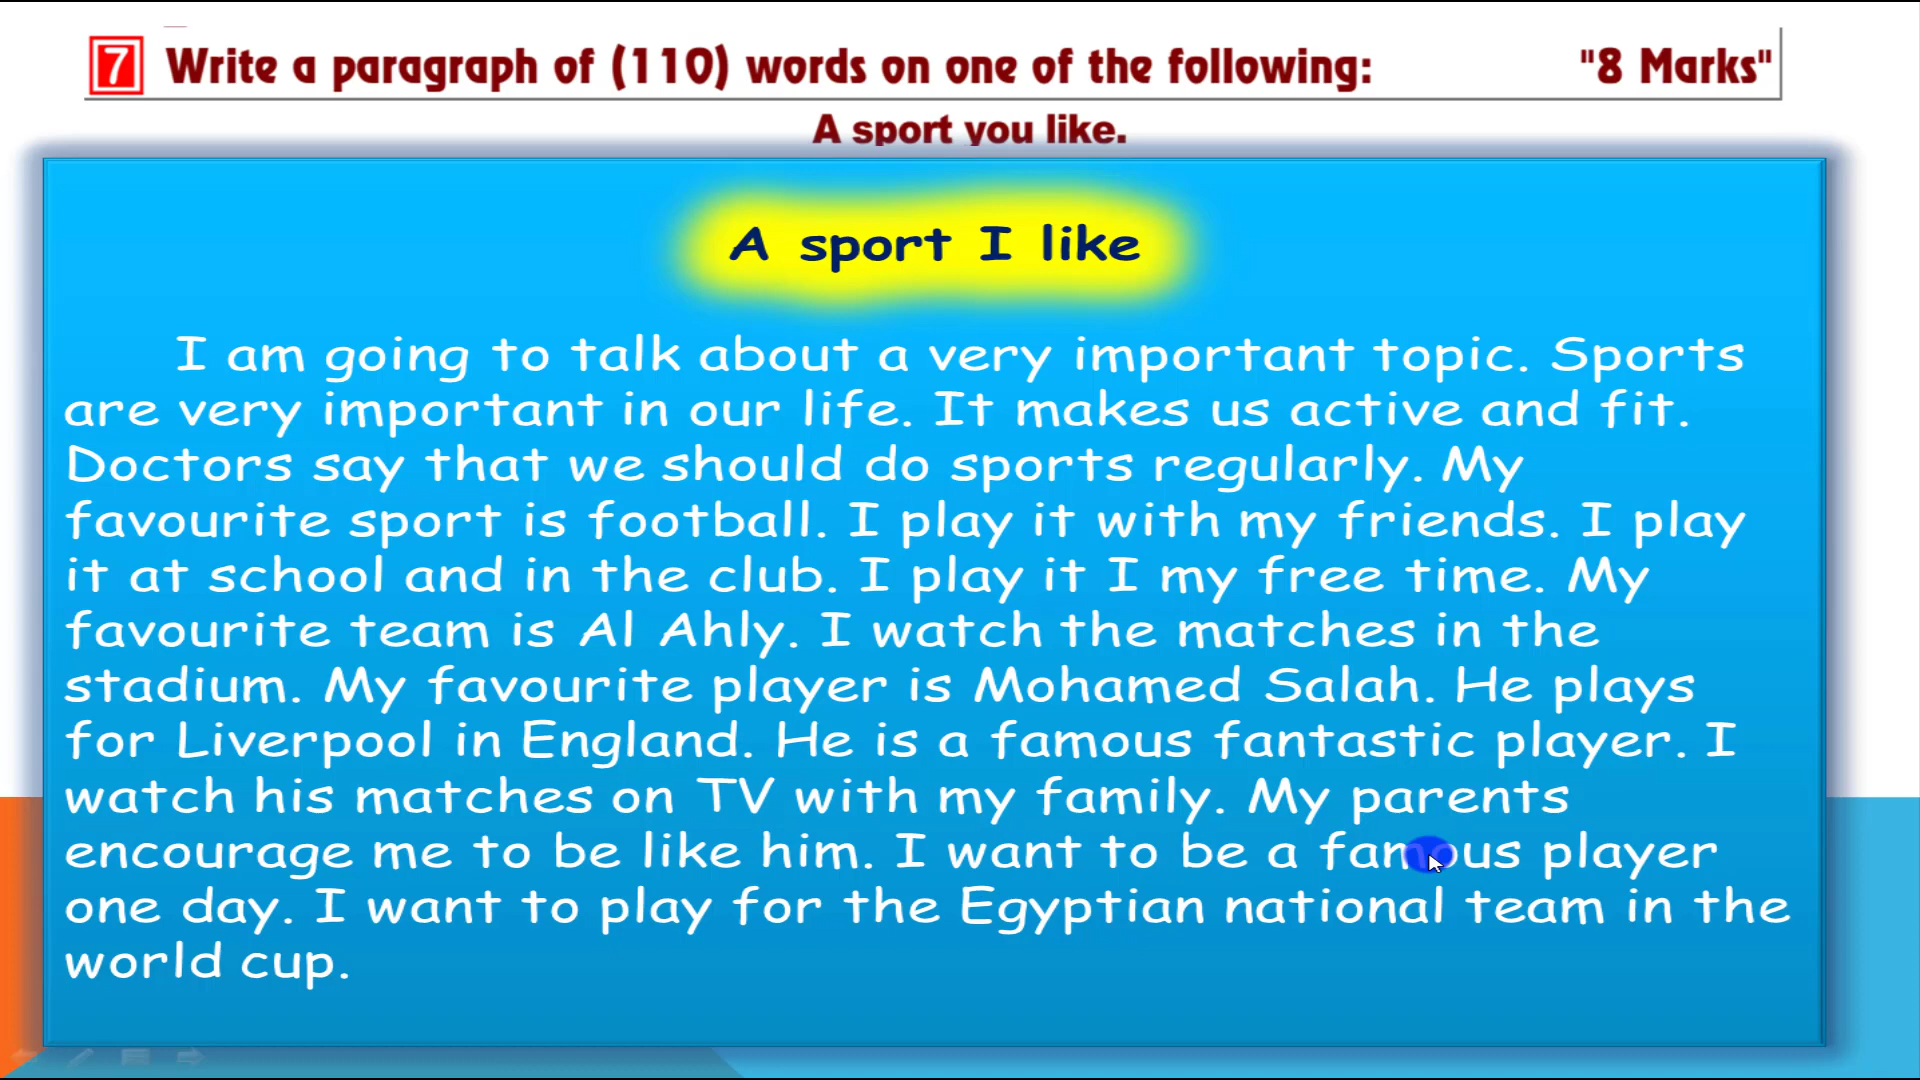 7 Write a paragraph of (110) words on one of the following: "8 Marks"
A sport you like.
A sport I like
I am going to talk about a very important topic. Sports
are very important in our life. It makes us active and fit.
Doctors say that we should do sports regularly. My
favourite sport is football. I play it with my friends. I play
it at school and in the club. I play it I my free time. My
favourite team is Al Ahly. I watch the matches in the
stadium. My favourite player is Mohamed Salah. He plays
for Liverpool in England. He is a famous fantastic player. I
watch his matches on TV with my family. My parents
encourage me to be like him. I want to be a famous player
one day. I want to play for the Egyptian national team in the
world cup.